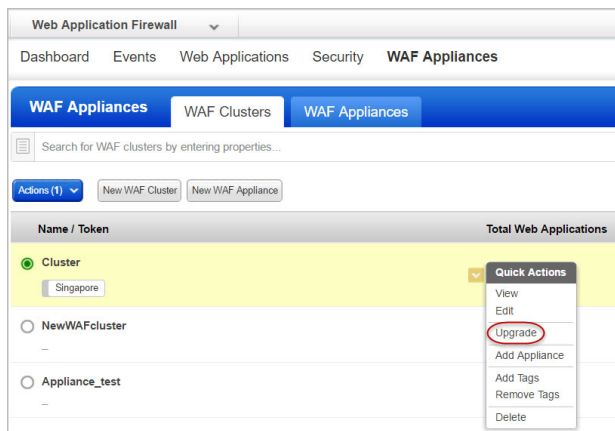 Web Application Firewall
Dashboard Events Web Applications Security WAF Appliances
WAF Appliances WAF Clusters WAF Appliances
Search for WAF clusters by entering properties...
Actions (1) New WAF Cluster New WAF Appliance
Name / Token Total Web Applications
Cluster
Singapore
Quick Actions
View
Edit
NewWAFcluster
--
Upgrade
Add Appliance
Appliance_test
--
Add Tags
Remove Tags
Delete